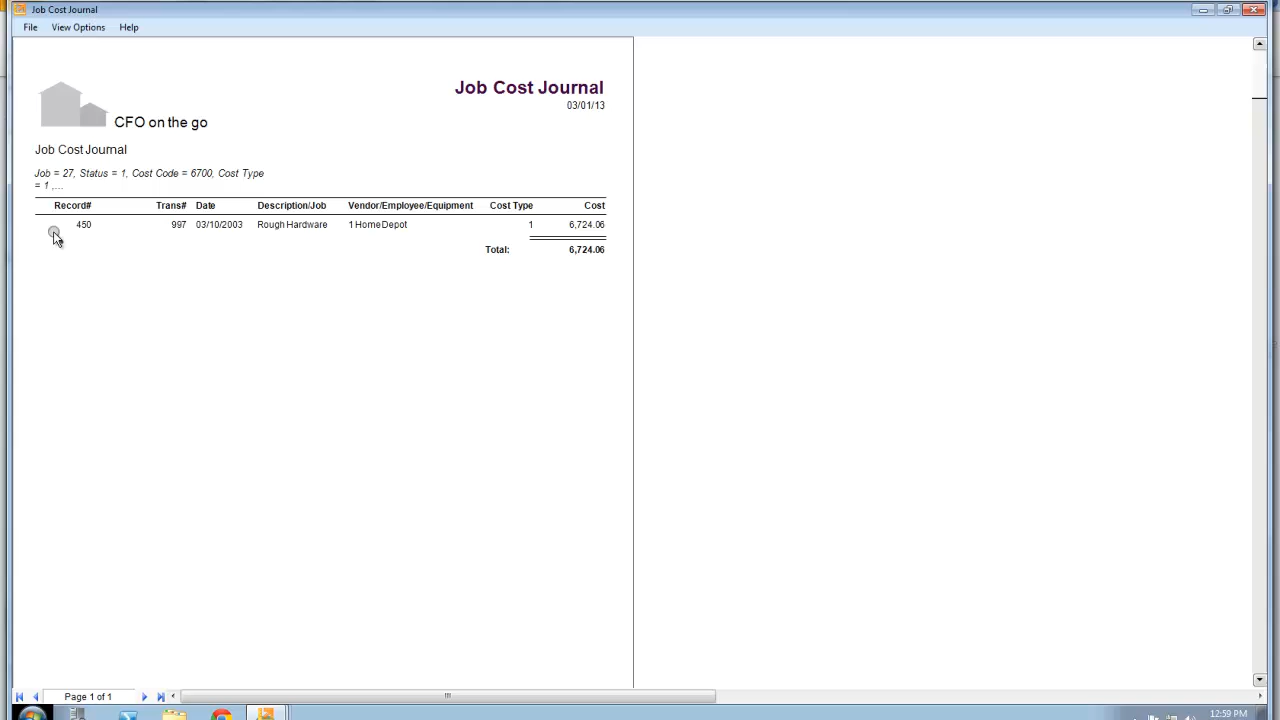 Job Cost Journal
File View Options Help
Job Cost Journal
03/01/13
CFO on the go
Job Cost Journal
Job = 27, Status = 1, Cost Code = 6700, Cost Type
= 1 ,...
Record# Trans# Date Description/Job Vendor/Employee/Equipment Cost Type Cost
450 997 03/10/2003 Rough Hardware 1 Home Depot 1 6,724.06
Total: 6,724.06
Page 1 of 1
12:59 PM